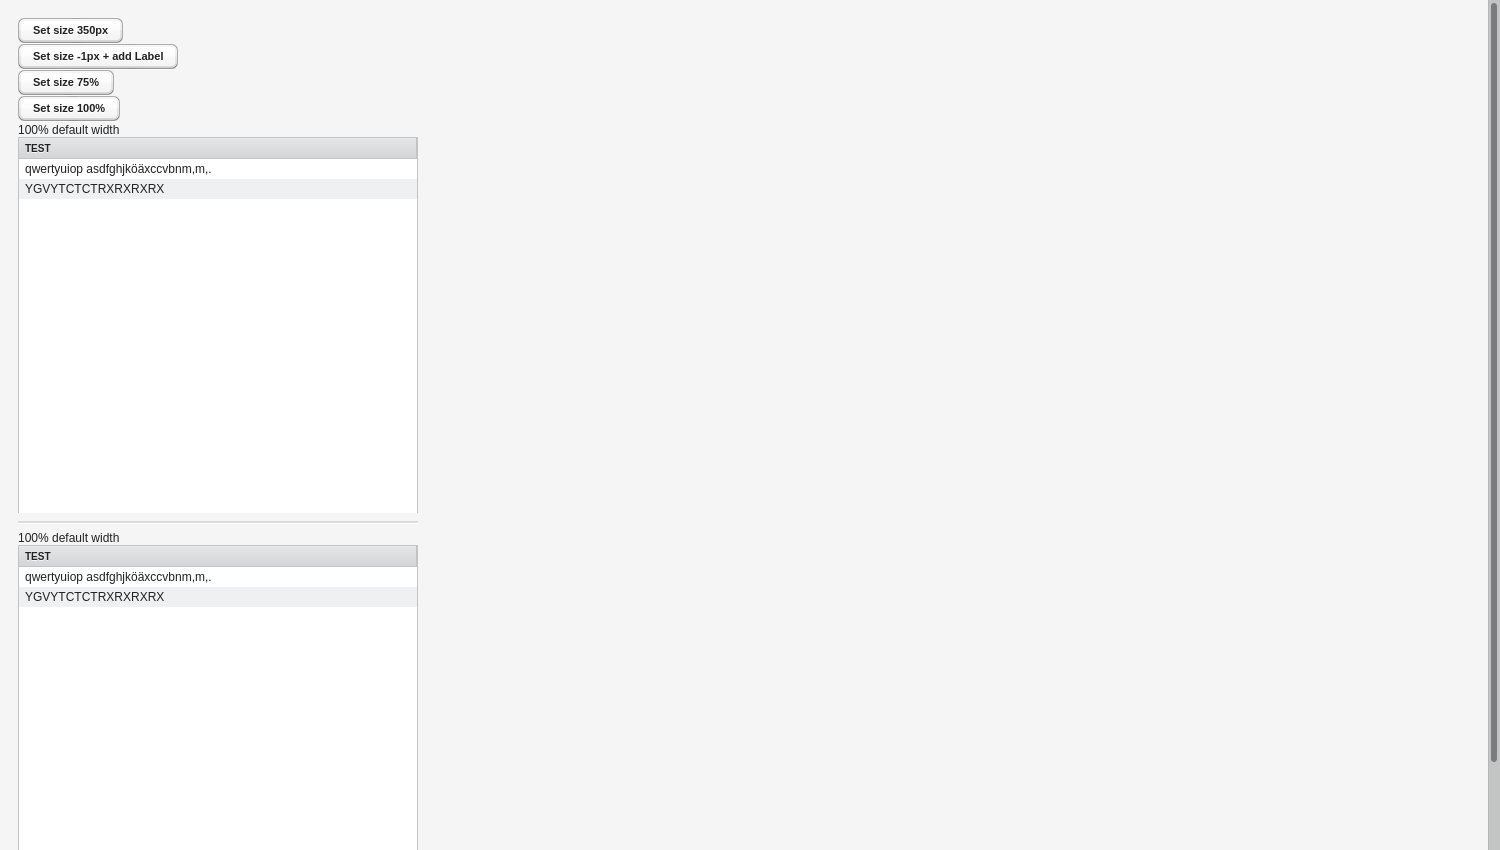 Set size 350px
Set size -1px + add Label
Set size 75%
Set size 100%
100% default width
TEST
qwertyuiop asdfghjköäxccvbnm,m,.
YGVYTCTCTRXRXRXRX
100% default width
TEST
qwertyuiop asdfghjköäxccvbnm,m,.
YGVYTCTCTRXRXRXRX